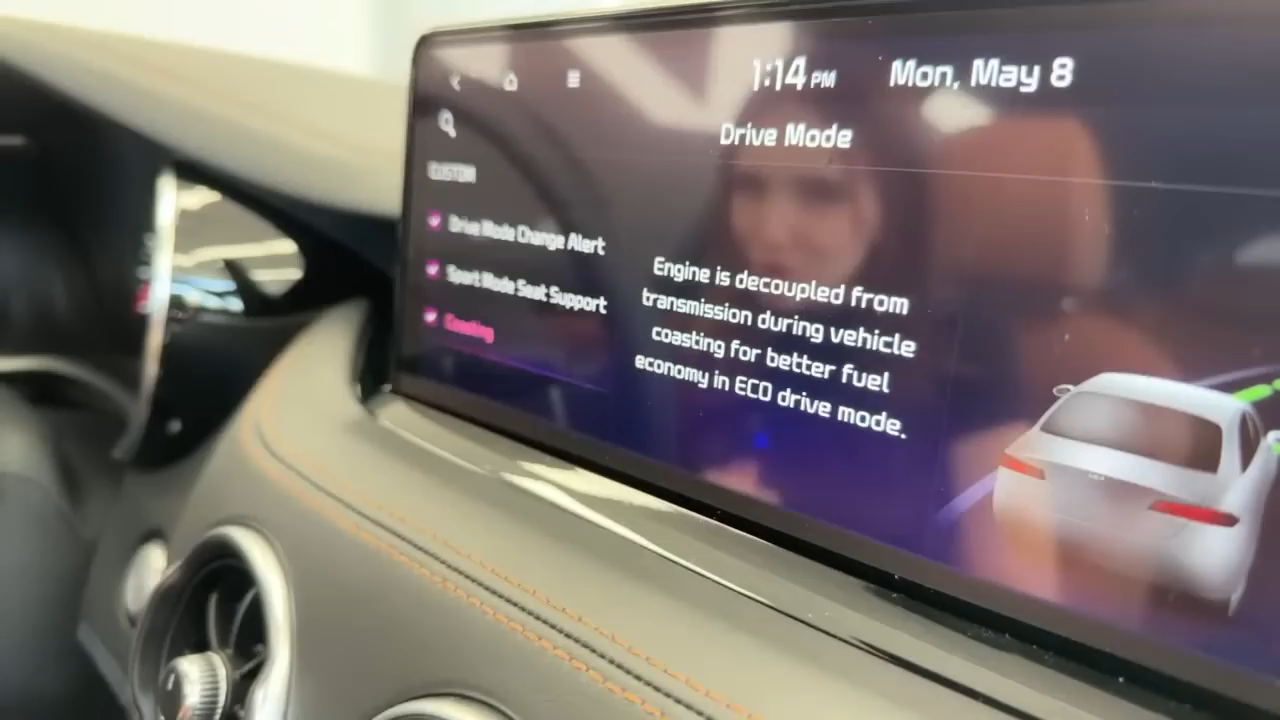 1:14 PM Mon, May 8
Drive Mode
CUSTOM
Drive Mode Change Alert
Sport Mode Seat Support
Coasting
Engine is decoupled from
transmission during vehicle
coasting for better fuel
economy in ECO drive mode.